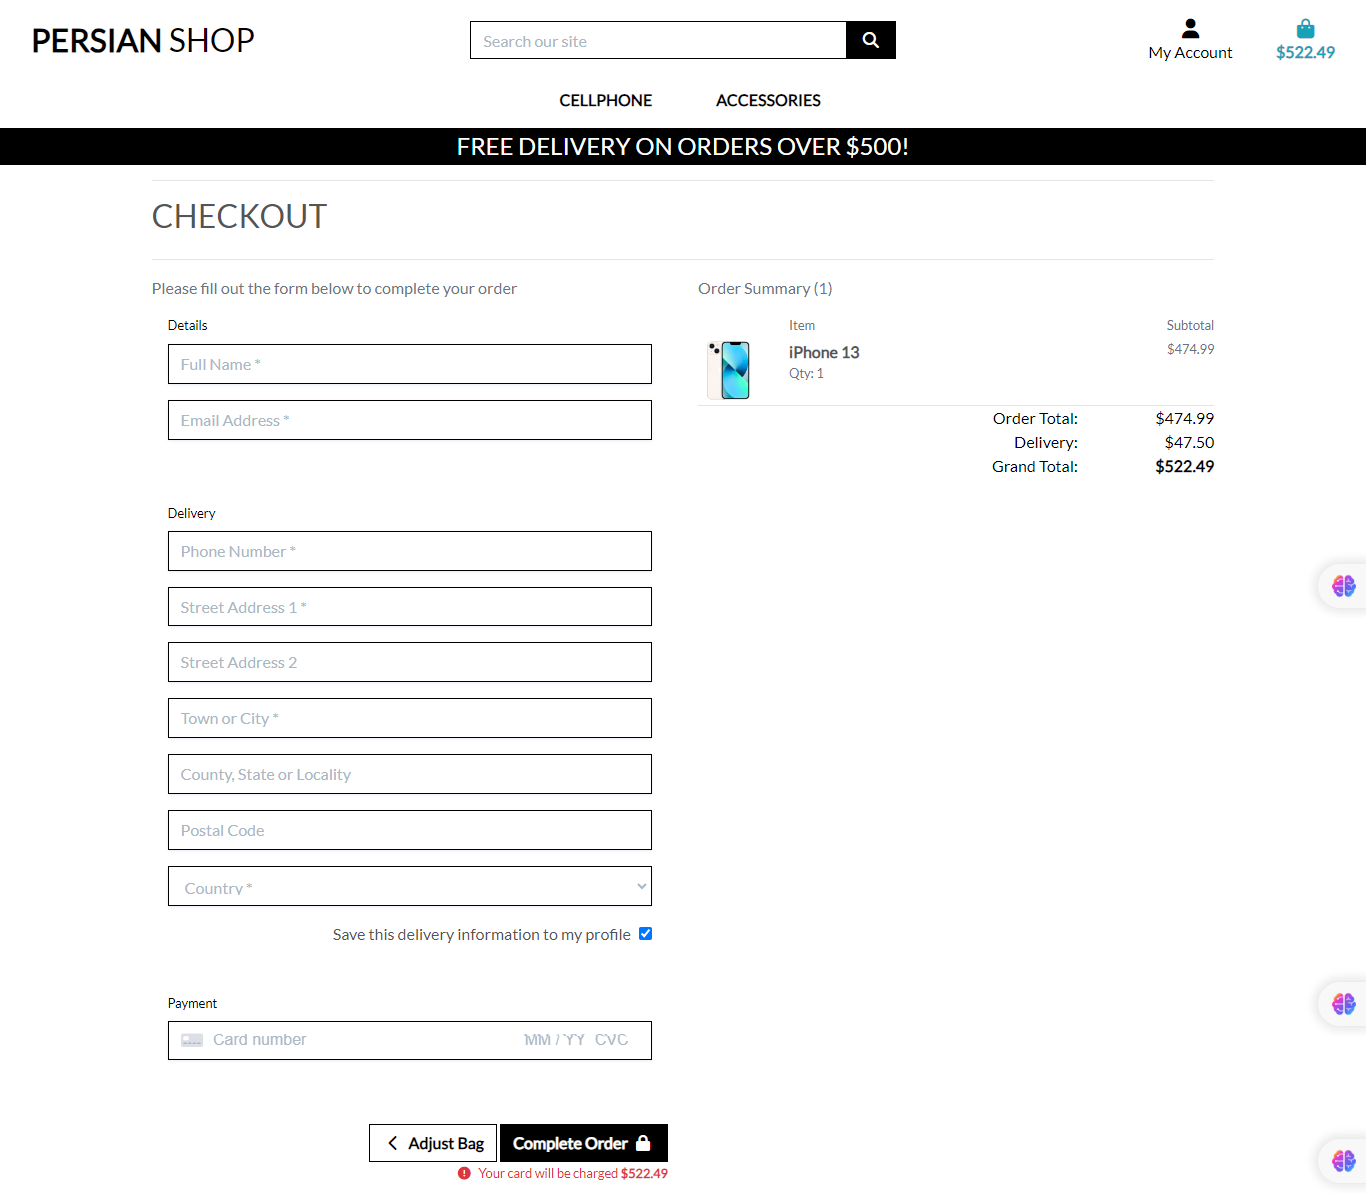 PERSIAN SHOP
Search our site
My Account
$522.49
CELLPHONE
ACCESSORIES
FREE DELIVERY ON ORDERS OVER $500!
CHECKOUT
Please fill out the form below to complete your order
Details
Full Name *
Email Address *
Delivery
Phone Number *
Street Address 1 *
Street Address 2
Town or City *
County, State or Locality
Postal Code
Country *
Save this delivery information to my profile
Payment
Card number MM / YY CVC
Adjust Bag
Complete Order
Your card will be charged $522.49
Order Summary (1)
Item Subtotal
iPhone 13 $474.99
Qty: 1
Order Total: $474.99
Delivery: $47.50
Grand Total: $522.49